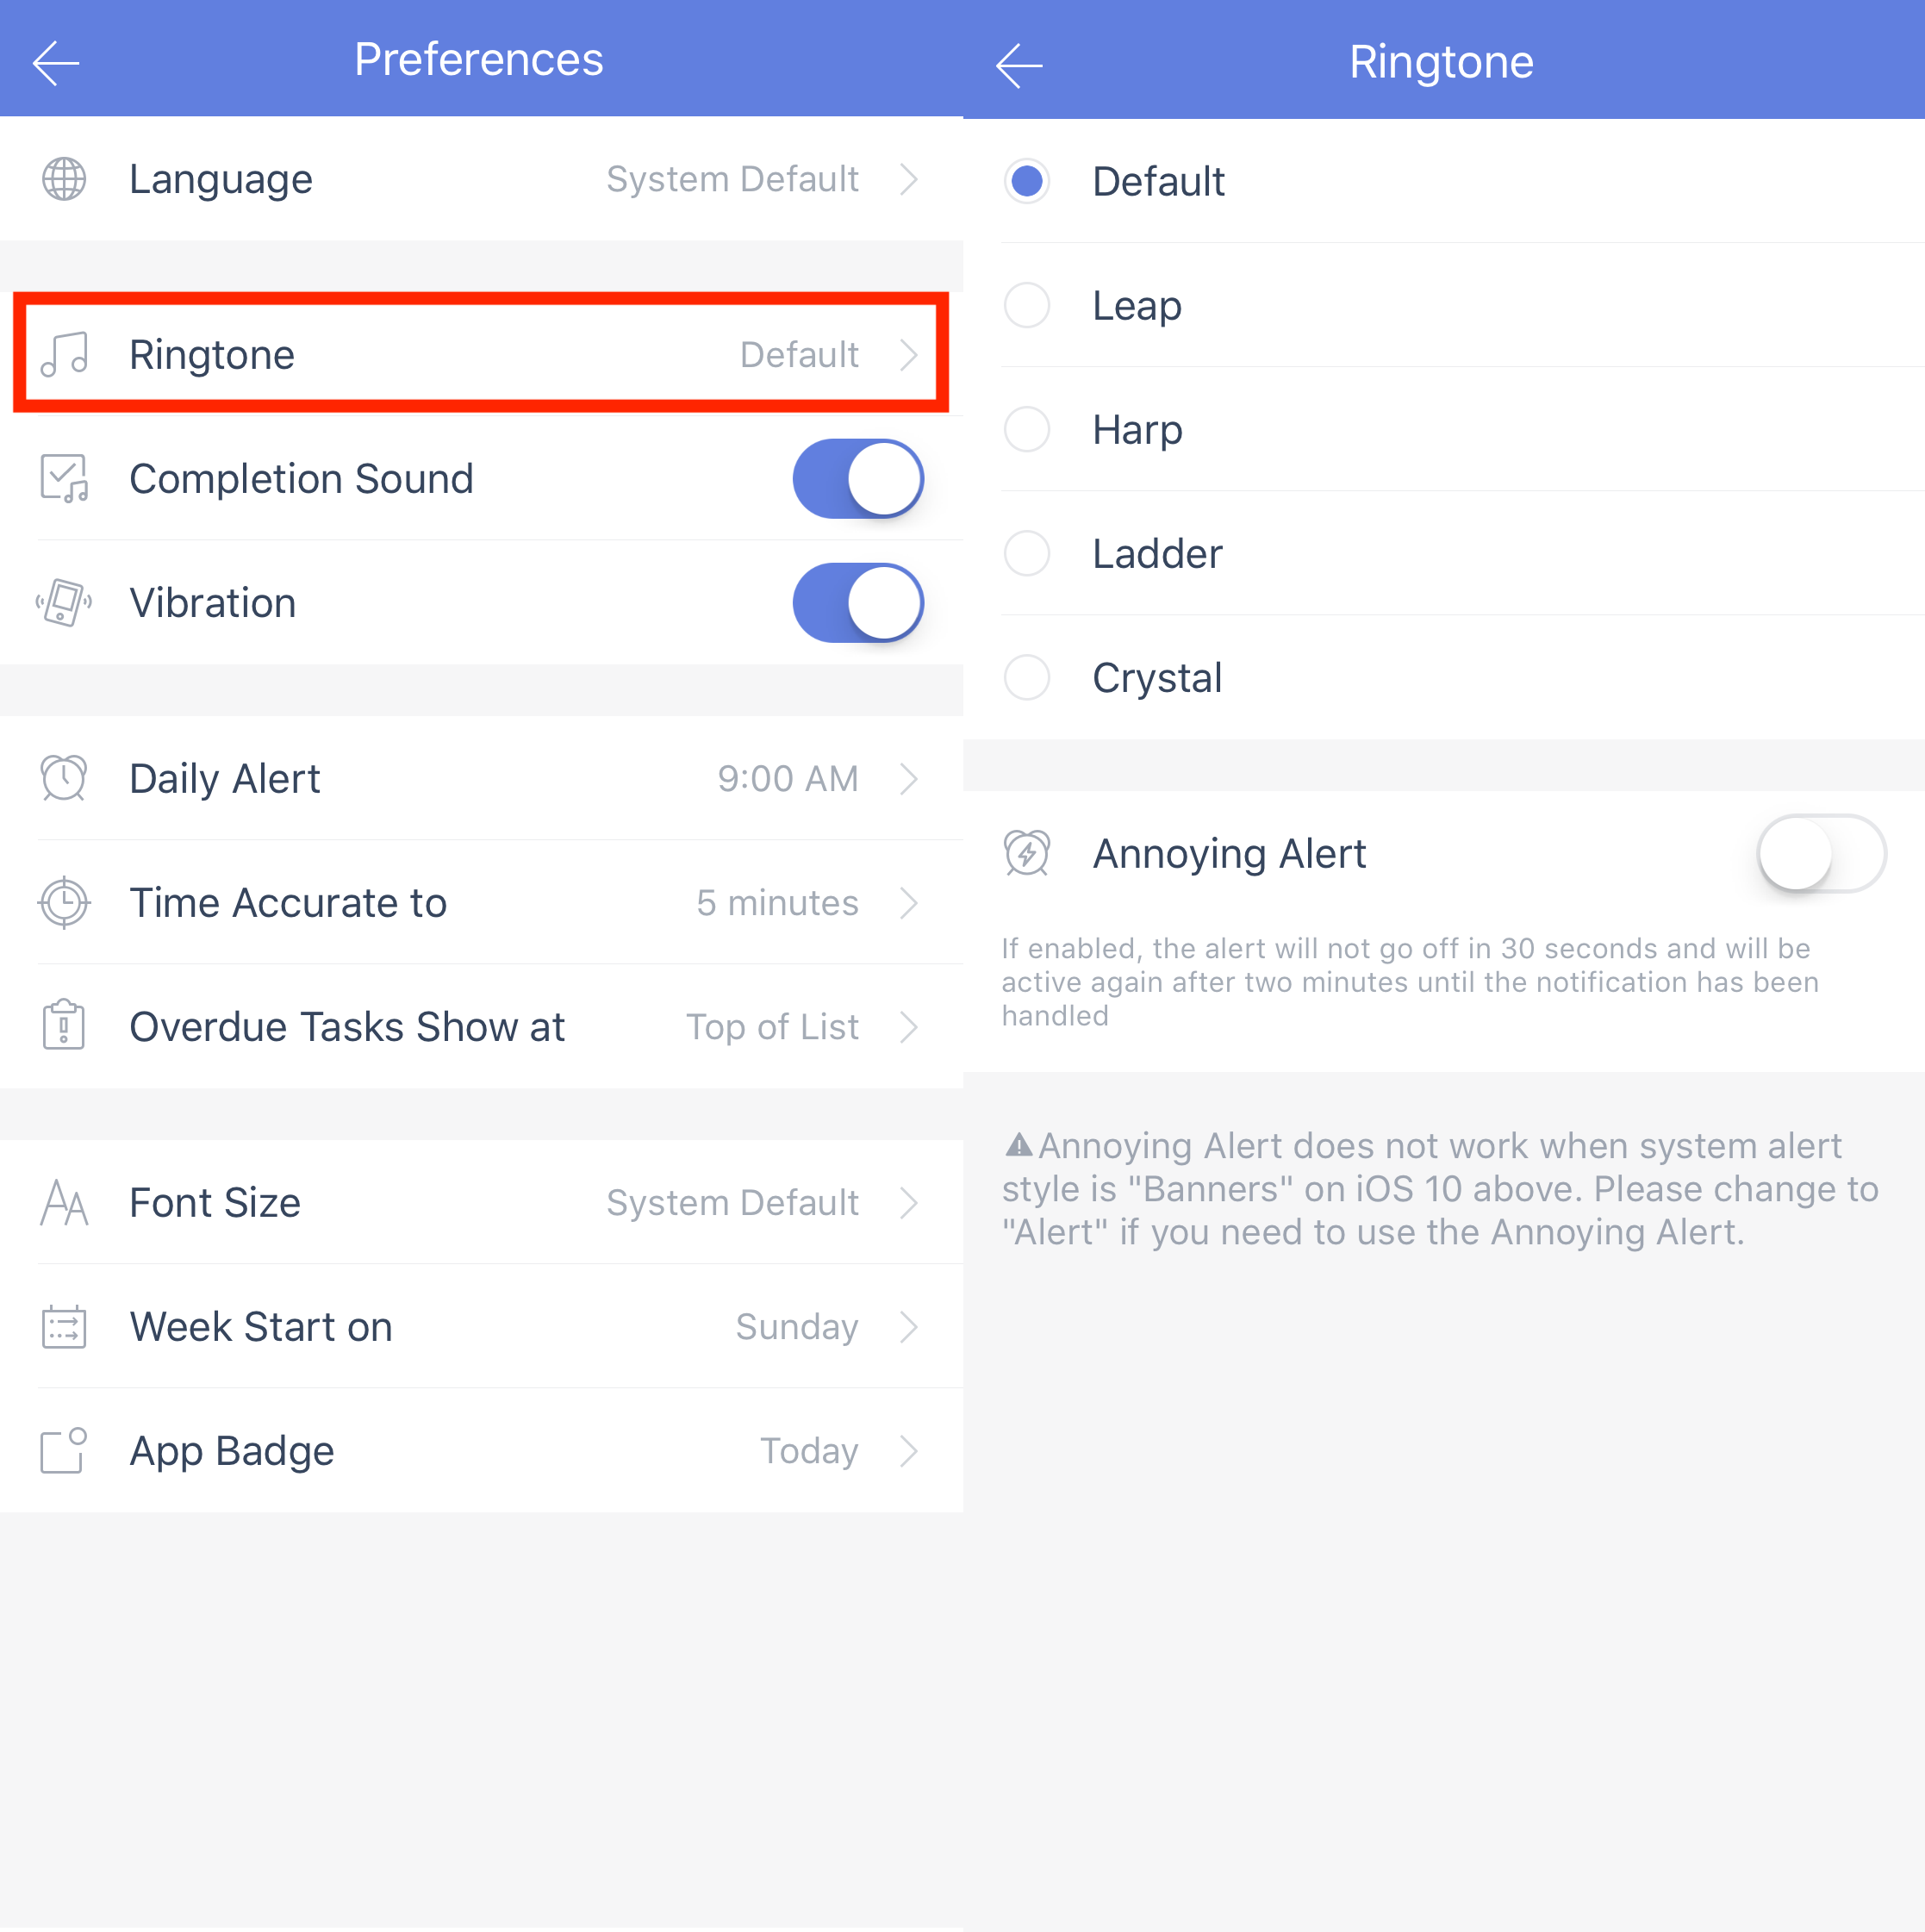 Preferences
Language System Default
Ringtone Default
Completion Sound
Vibration
Daily Alert 9:00 AM
Time Accurate to 5 minutes
Overdue Tasks Show at Top of List
Font Size System Default
Week Start on Sunday
App Badge Today
Ringtone
Default
Leap
Harp
Ladder
Crystal
Annoying Alert
If enabled, the alert will not go off in 30 seconds and will be
active again after two minutes until the notification has been
handled
Annoying Alert does not work when system alert
style is "Banners" on iOS 10 above. Please change to
"Alert" if you need to use the Annoying Alert.